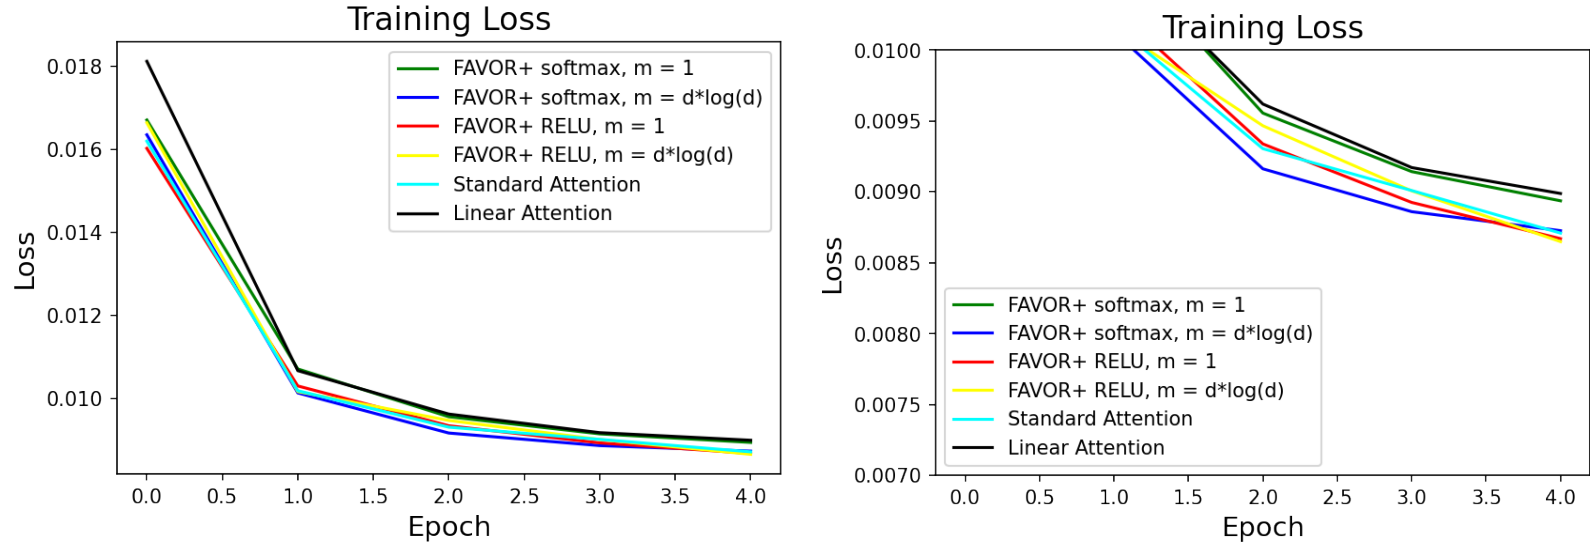 Training Loss
0.018
0.016
0.014
0.012
0.010
Loss
FAVOR+ softmax, m = 1
FAVOR+ softmax, m = d*log(d)
FAVOR+ RELU, m = 1
FAVOR+ RELU, m = d*log(d)
Standard Attention
Linear Attention
0.0 0.5 1.0 1.5 2.0 2.5 3.0 3.5 4.0
Epoch
Training Loss
0.0100
0.0095
0.0090
0.0085
0.0080
0.0075
0.0070
Loss
FAVOR+ softmax, m = 1
FAVOR+ softmax, m = d*log(d)
FAVOR+ RELU, m = 1
FAVOR+ RELU, m = d*log(d)
Standard Attention
Linear Attention
0.0 0.5 1.0 1.5 2.0 2.5 3.0 3.5 4.0
Epoch